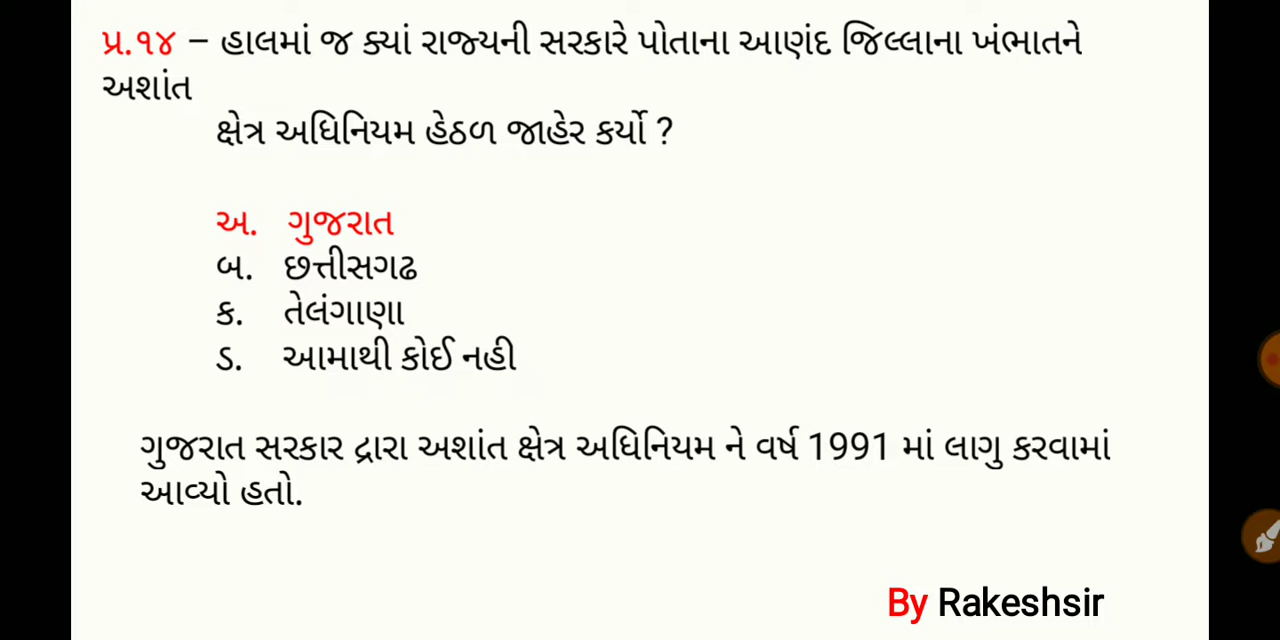 પ્ર.૧૪ – હાલમાં જ ક્યાં રાજ્યની સરકારે પોતાના આણંદ જિલ્લાના ખંભાતને
અશાંત
ક્ષેત્ર અધિનિયમ હેઠળ જાહેર કર્યો ?
અ. ગુજરાત
બ. છત્તીસગઢ
ક. તેલંગાણા
ડ. આમાથી કોઈ નહી
ગુજરાત સરકાર દ્રારા અશાંત ક્ષેત્ર અધિનિયમ ને વર્ષ 1991 માં લાગુ કરવામાં
આવ્યો હતો.
By Rakeshsir